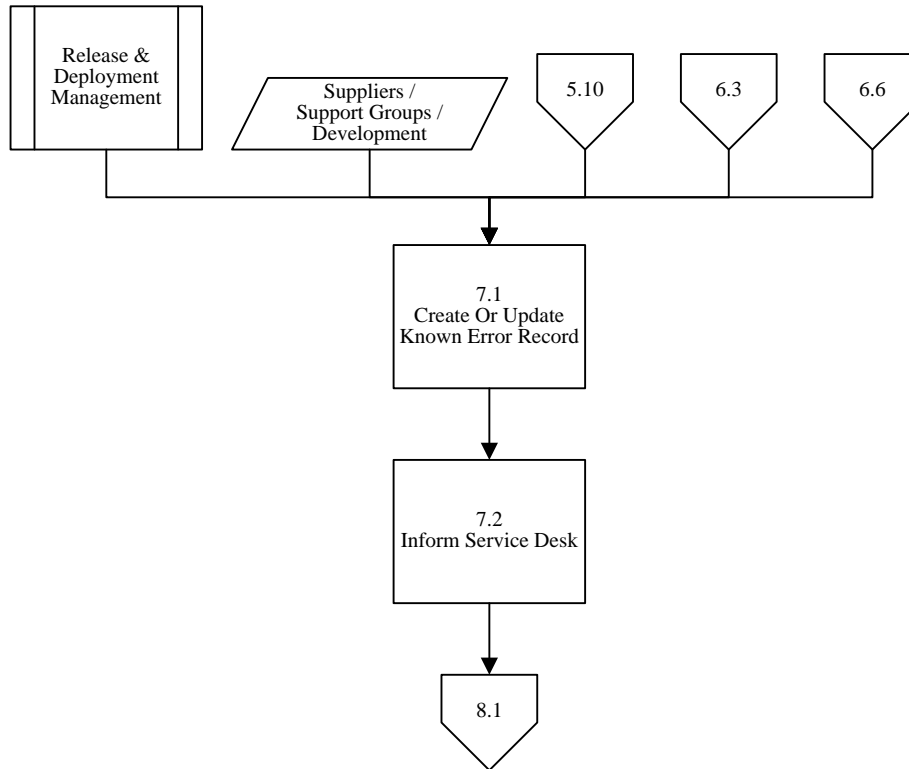 Release &
Deployment
Management
Suppliers /
Support Groups /
Development
5.10
6.3
6.6
7.1
Create Or Update
Known Error Record
7.2
Inform Service Desk
8.1